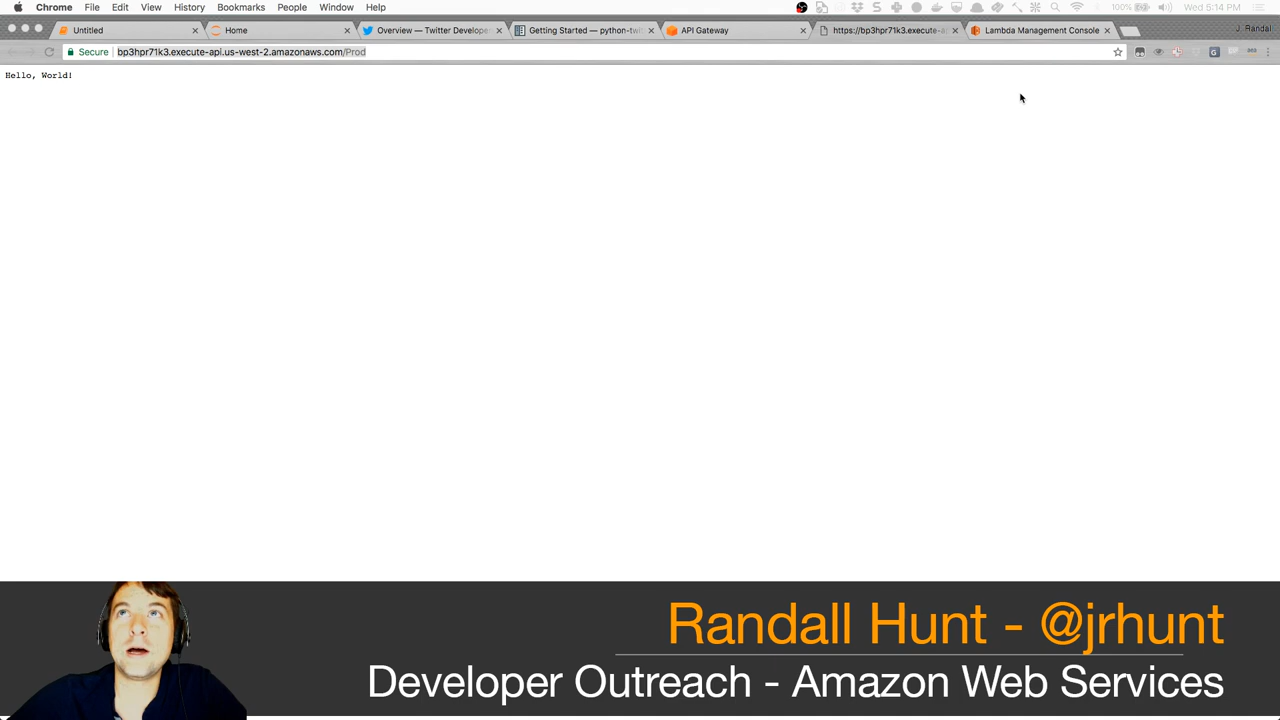 Chrome File Edit View History Bookmarks People Window Help 100% Wed 5:14 PM
Untitled Home Overview — Twitter Develope Getting Started — python-twi API Gateway https://bp3hpr71k3.execute-a Lambda Management Console J. Randal
Secure bp3hpr71k3.execute-api.us-west-2.amazonaws.com/Prod
Hello, World!
Randall Hunt - @jrhunt
Developer Outreach - Amazon Web Services